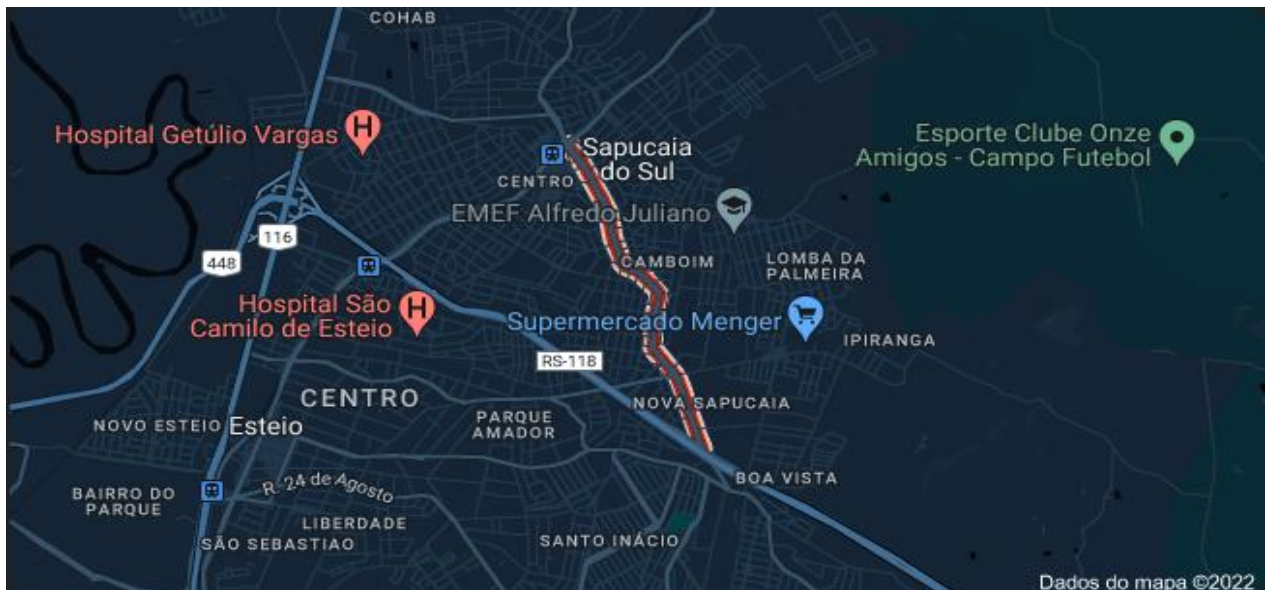 COHAB
Hospital Getúlio Vargas
H
Esporte Clube Onze
Amigos - Campo Futebol
Sapucaia
do Sul
CENTRO
EMEF Alfredo Juliano
116
448
CAMBOIM
LOMBA DA
PALMEIRA
Hospital São
Camilo de Esteio
H
Supermercado Menger
IPIRANGA
RS-118
CENTRO
NOVA SAPUCAIA
PARQUE
AMADOR
NOVO ESTEIO
Esteio
BOA VISTA
R. 24 de Agosto
BAIRRO DO
PARQUE
LIBERDADE
SÃO SEBASTIAO
SANTO INÁCIO
Dados do mapa ©2022